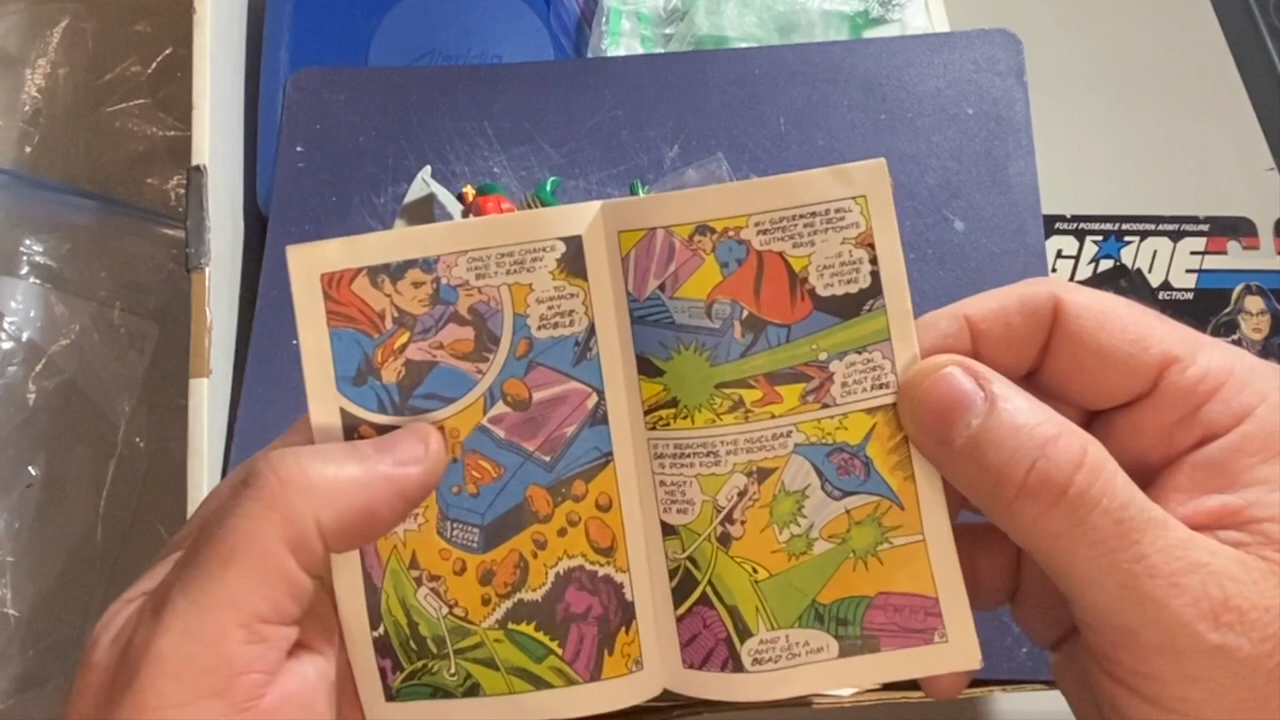 FULLY POSEABLE MODERN ARMY FIGURE
GI JOE
ECTION
ONLY ONE CHANCE
HAVE TO USE MY
BELT-RADIO --
-- TO
SUMMON
MY
SUPER-
MOBILE!
MY SUPERMOBILE WILL
PROTECT ME FROM
LUTHOR'S KRYPTONITE
RAYS --
--IF I
CAN MAKE
IT INSIDE
IN TIME!
UH-OH.
LUTHOR'S
BLAST SET
OFF A FIRE!
IF IT REACHES THE NUCLEAR
GENERATORS, METROPOLIS
IS DONE FOR!
BLAST!
HE'S
COMING
AT ME!
AND I
CAN'T GET A
BEAD ON HIM!